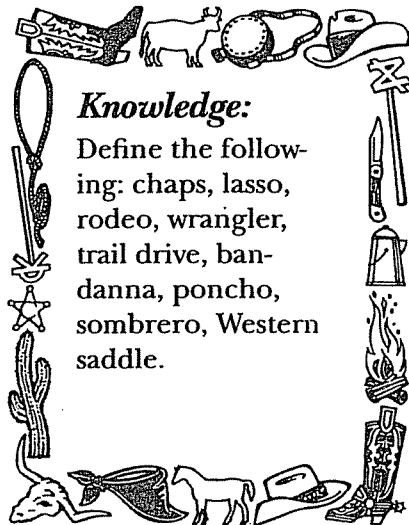 Knowledge:
Define the follow-
ing: chaps, lasso,
rodeo, wrangler,
trail drive, ban-
danna, poncho,
sombrero, Western
saddle.